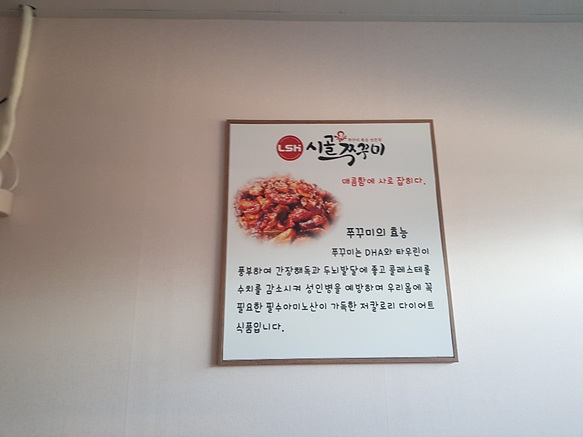 LSH 시골쭈꾸미
매콤함에 사로 잡히다.
쭈꾸미의 효능
쭈꾸미는 DHA와 타우린이
풍부하여 간장해독과 두뇌발달에 좋고 콜레스테롤
수치를 감소시켜 성인병을 예방하며 우리몸에 꼭
필요한 필수아미노산이 가득한 저칼로리 다이어트
식품입니다.